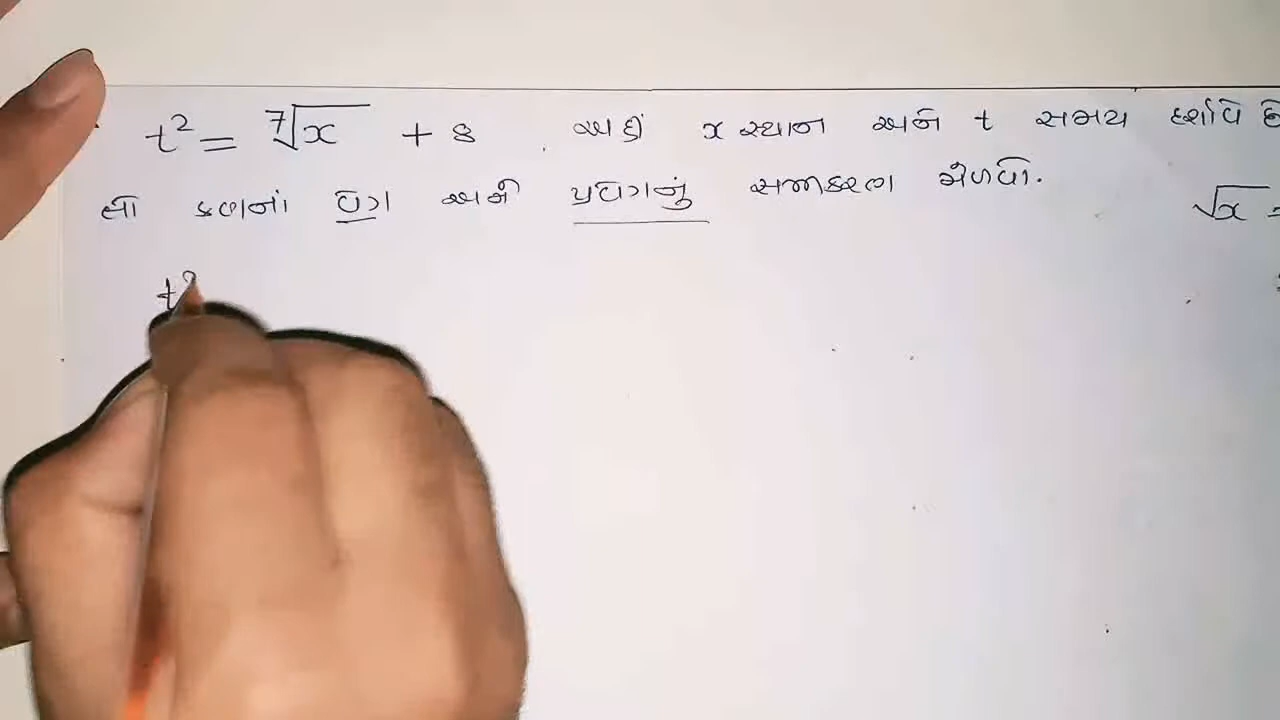 t² = ⁷√x + 8 . અહીં x સ્થાન અને t સમય દર્શાવે છે
તો કણનાં વેગ અને પ્રવેગનું સમીકરણ મેળવો.
√x =
t²